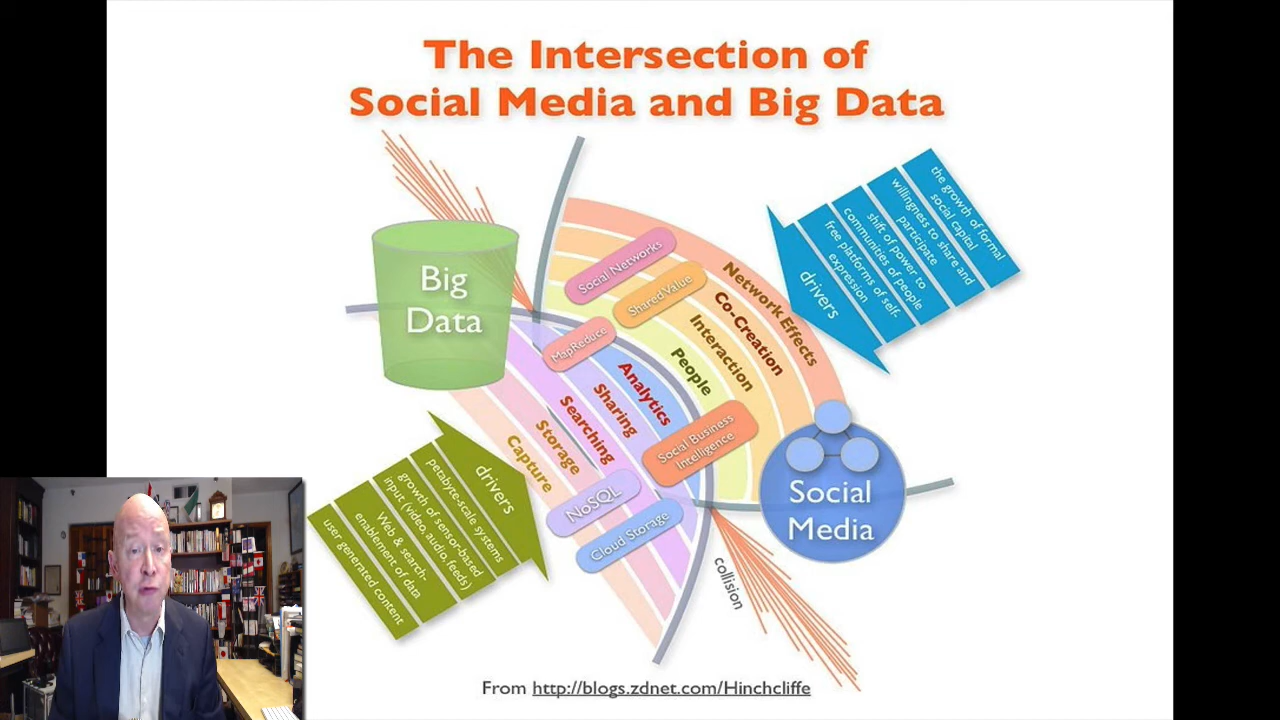 The Intersection of
Social Media and Big Data
Big
Data
Social Networks
Shared Value
MapReduce
Network Effects
Co-Creation
Interaction
People
Analytics
Sharing
Searching
Storage
Capture
Social Business
Intelligence
NoSQL
Cloud Storage
the growth of formal
social capital
willingness to share and
participate
shift of power to
communities of people
free platforms of self-
expression
drivers
drivers
petabyte-scale systems
growth of sensor-based
input (video, audio, feeds)
Web & search-
enablement of data
user generated content
Social
Media
collision
From http://blogs.zdnet.com/Hinchcliffe